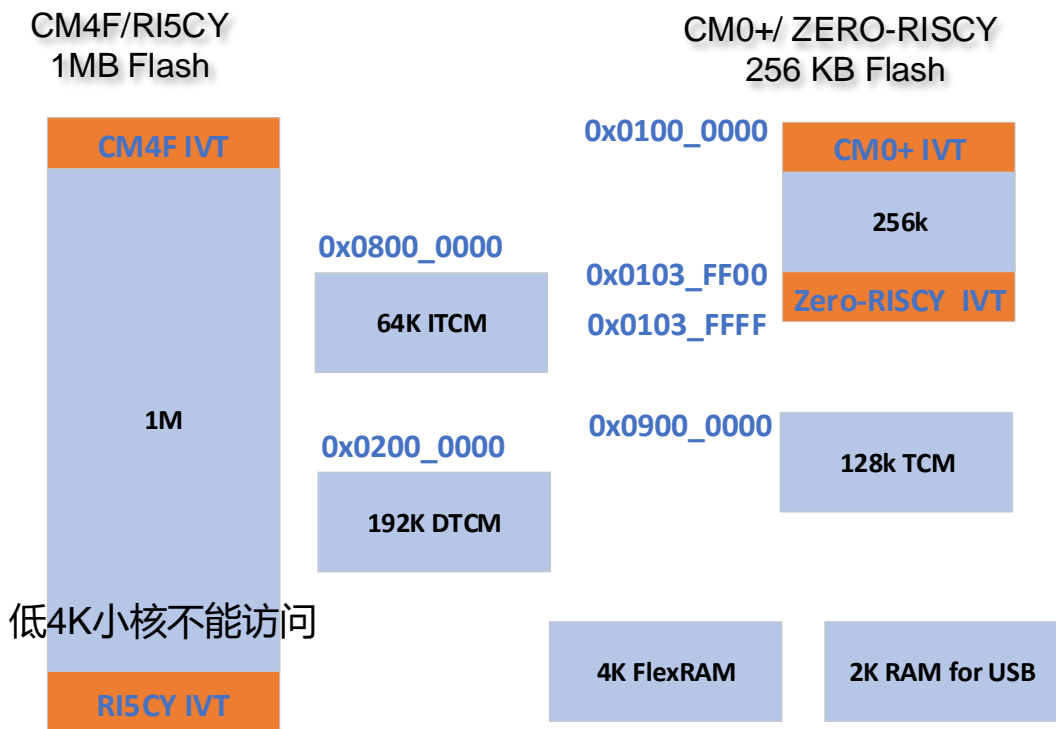 CM4F/RI5CY
1MB Flash
CM0+/ ZERO-RISCY
256 KB Flash
CM4F IVT
1M
低4K小核不能访问
RI5CY IVT
0x0800_0000
64K ITCM
0x0200_0000
192K DTCM
0x0100_0000
CM0+ IVT
256k
0x0103_FF00
Zero-RISCY IVT
0x0103_FFFF
0x0900_0000
128k TCM
4K FlexRAM
2K RAM for USB